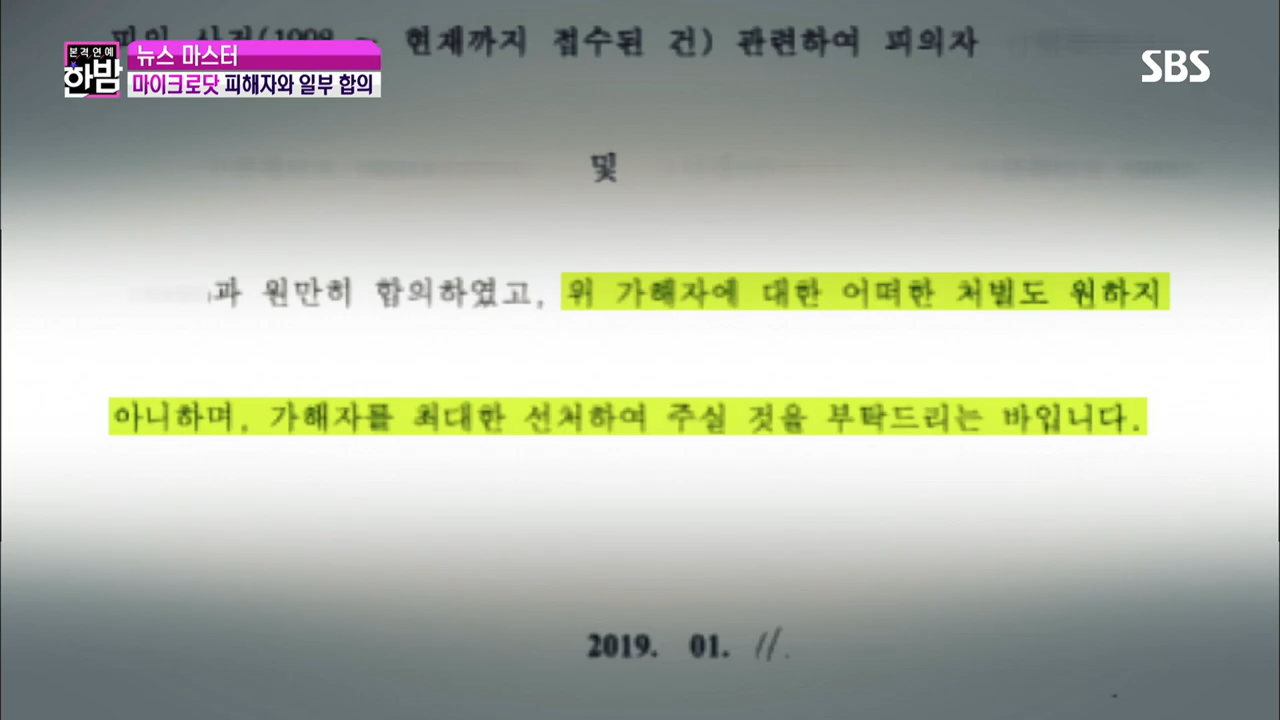 본격연예
한밤
뉴스 마스터
마이크로닷 피해자와 일부 합의
SBS
현재까지 접수된 건) 관련하여 피의자
및
과 원만히 합의하였고, 위 가해자에 대한 어떠한 처벌도 원하지
아니하며, 가해자를 최대한 선처하여 주실 것을 부탁드리는 바입니다.
2019. 01. 11.